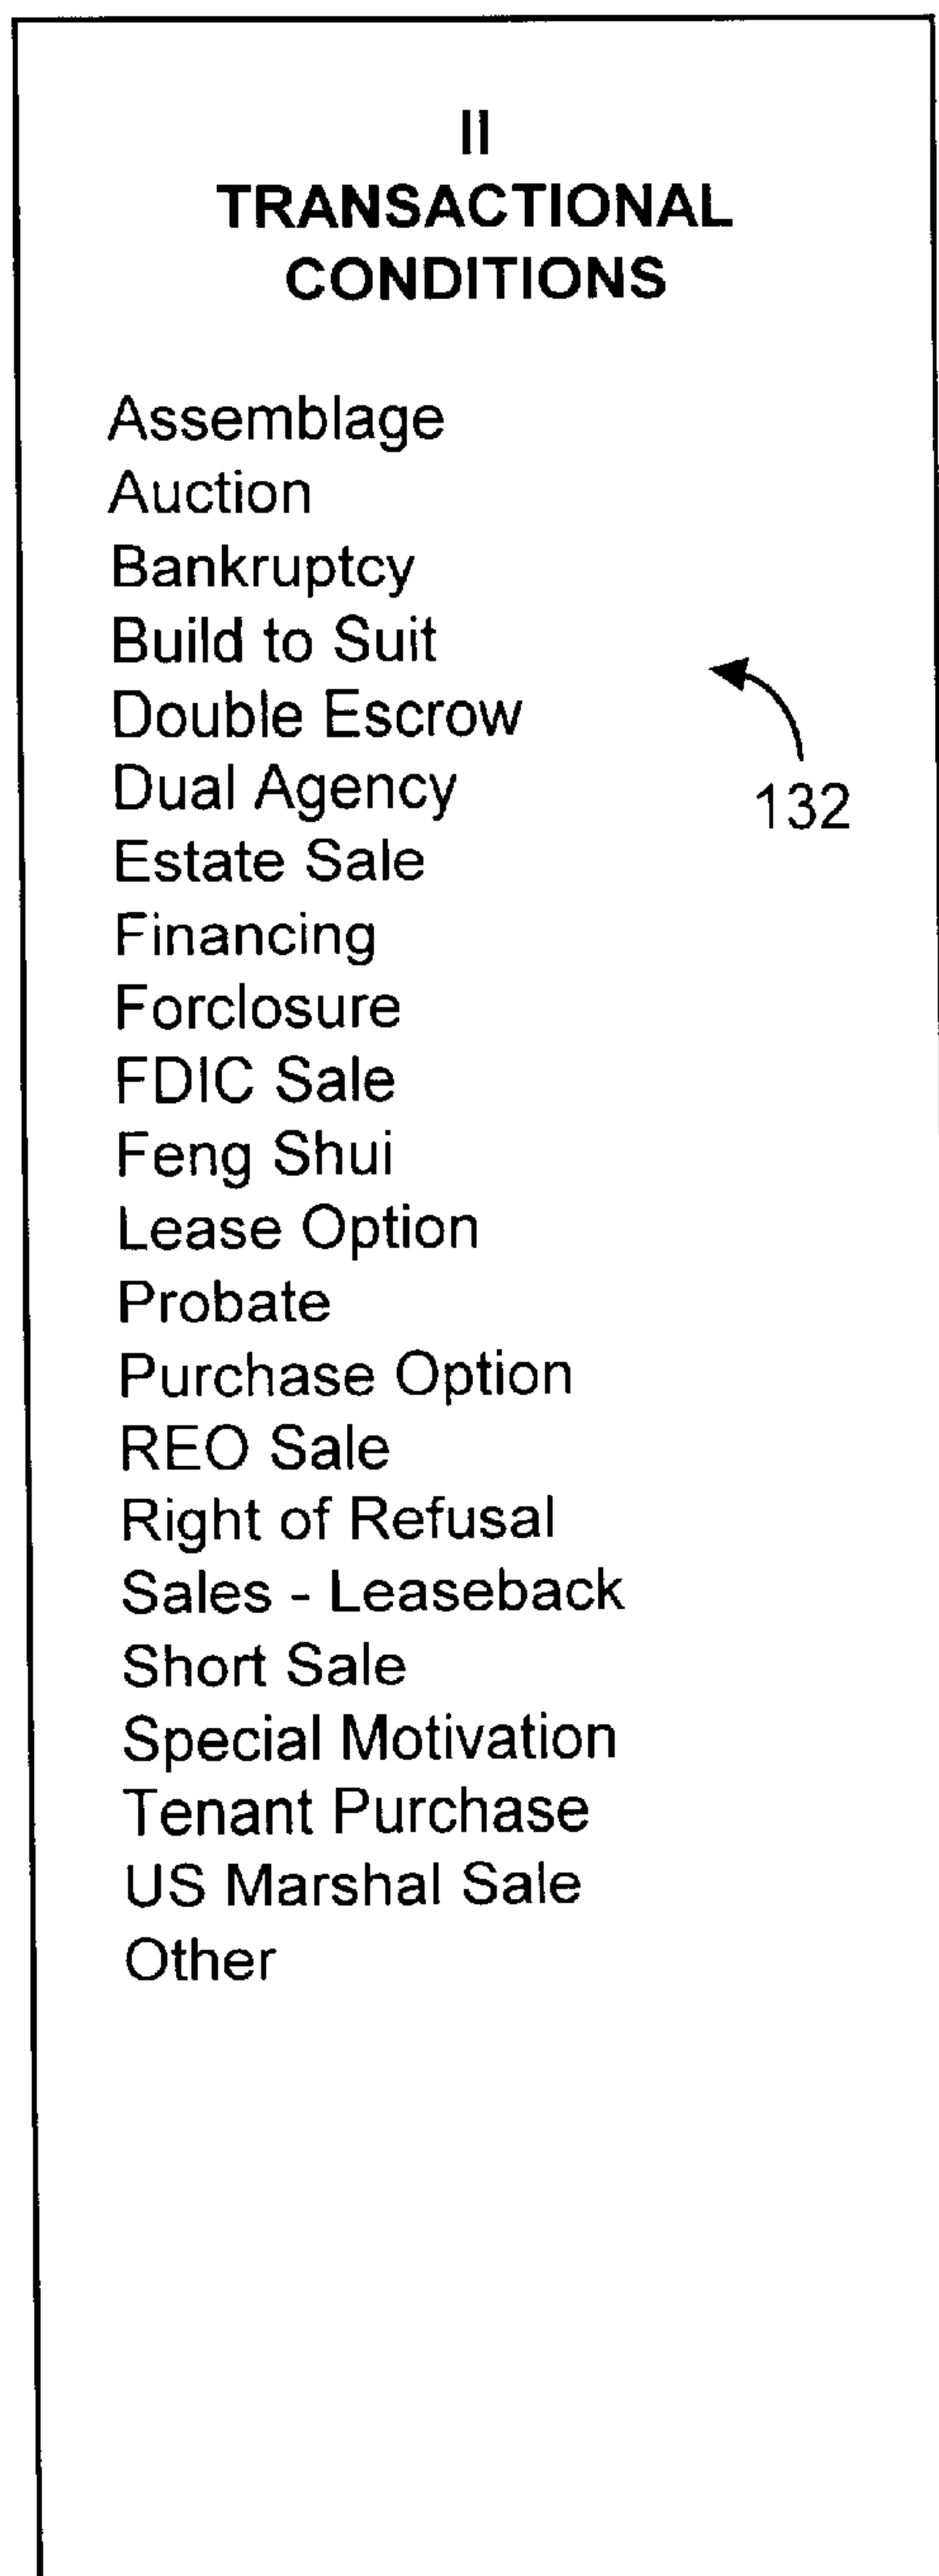 II
TRANSACTIONAL
CONDITIONS
Assemblage
Auction
Bankruptcy
Build to Suit
Double Escrow
Dual Agency
132
Estate Sale
Financing
Forclosure
FDIC Sale
Feng Shui
Lease Option
Probate
Purchase Option
REO Sale
Right of Refusal
Sales - Leaseback
Short Sale
Special Motivation
Tenant Purchase
US Marshal Sale
Other